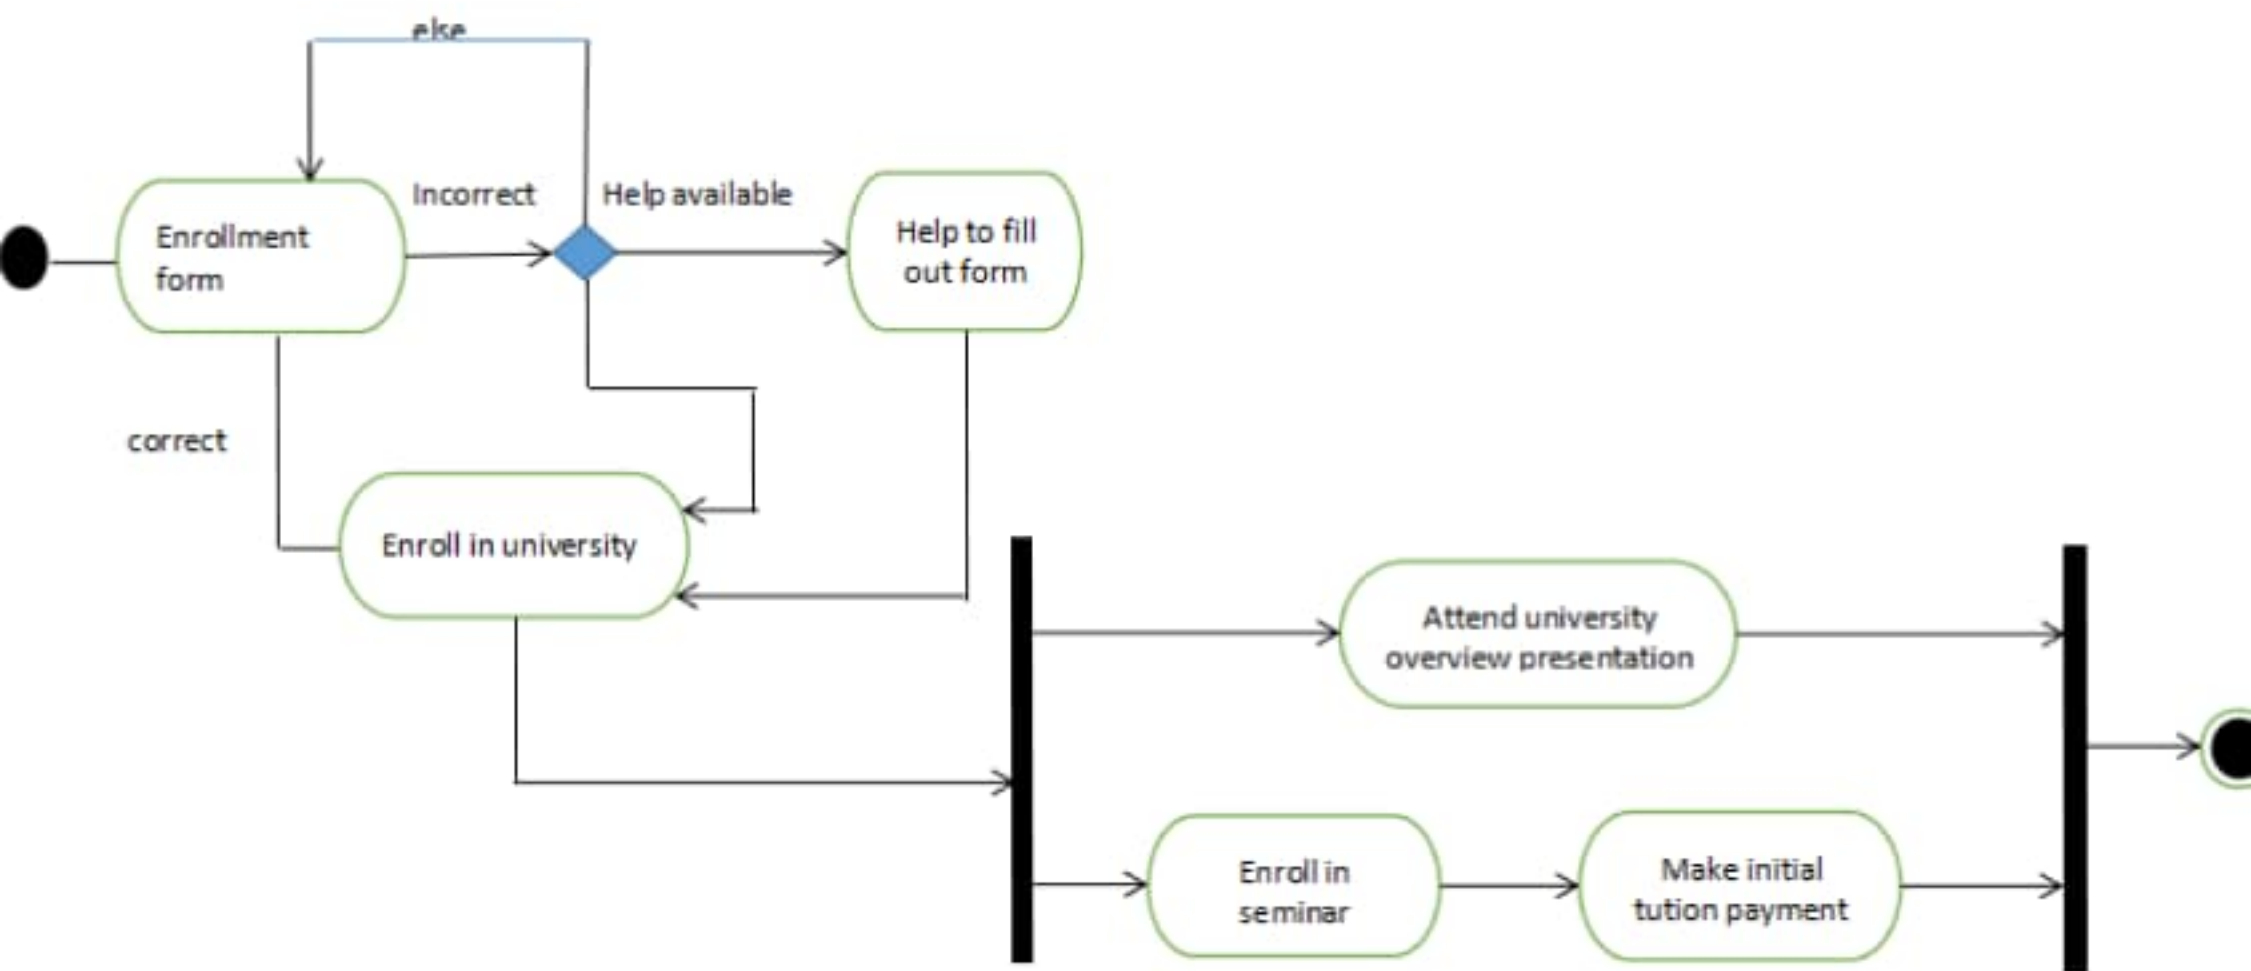 else
Incorrect
Help available
Enrollment
form
Help to fill
out form
correct
Enroll in university
Attend university
overview presentation
Enroll in
seminar
Make initial
tution payment